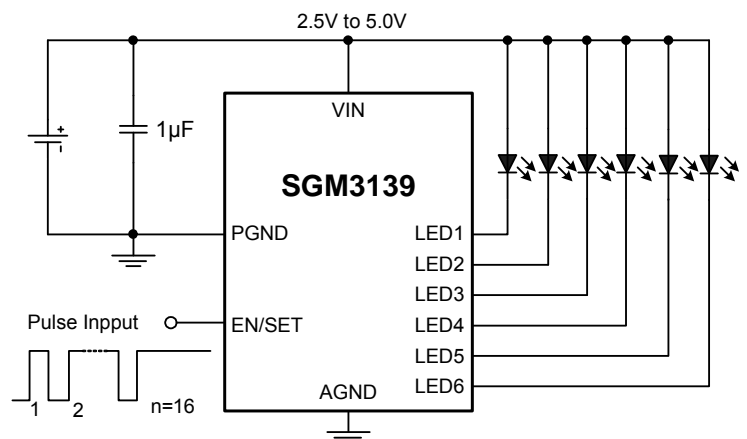 2.5V to 5.0V
VIN
1µF
+
-
SGM3139
PGND
LED1
LED2
LED3
Pulse Inpput
EN/SET
LED4
LED5
LED6
AGND
1 2 n=16